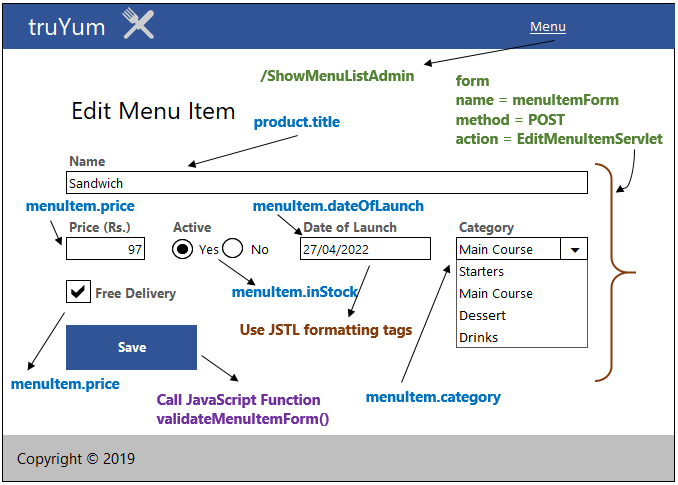 truYum
Menu
/ShowMenuListAdmin
form
name = menuItemForm
method = POST
action = EditMenuItemServlet
Edit Menu Item
product.title
Name
Sandwich
menuItem.price
menuItem.dateOfLaunch
Price (Rs.)
Active
Date of Launch
Category
97
Yes
No
27/04/2022
Main Course
Starters
Main Course
Dessert
Drinks
Free Delivery
menuItem.inStock
Use JSTL formatting tags
Save
menuItem.price
Call JavaScript Function
validateMenuItemForm()
menuItem.category
Copyright © 2019